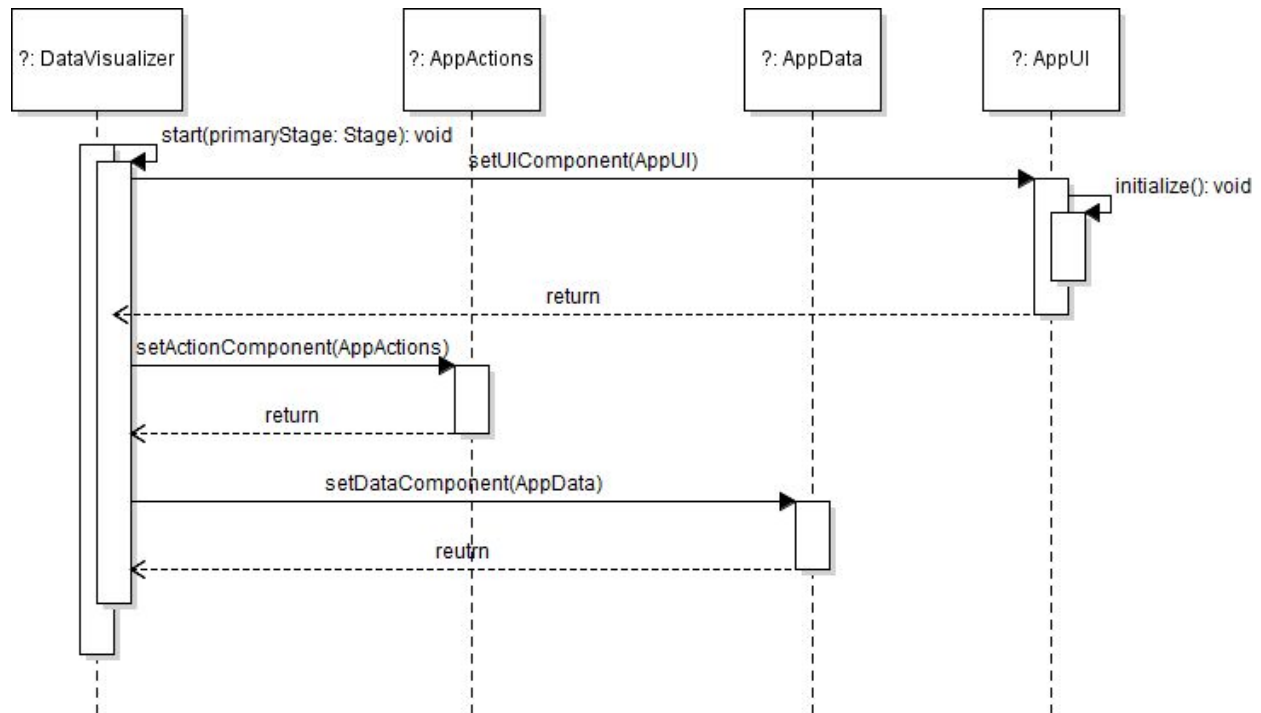 ?: DataVisualizer
?: AppActions
?: AppData
?: AppUI
start(primaryStage: Stage): void
setUIComponent(AppUI)
initialize(): void
return
setActionComponent(AppActions)
return
setDataComponent(AppData)
reutrn